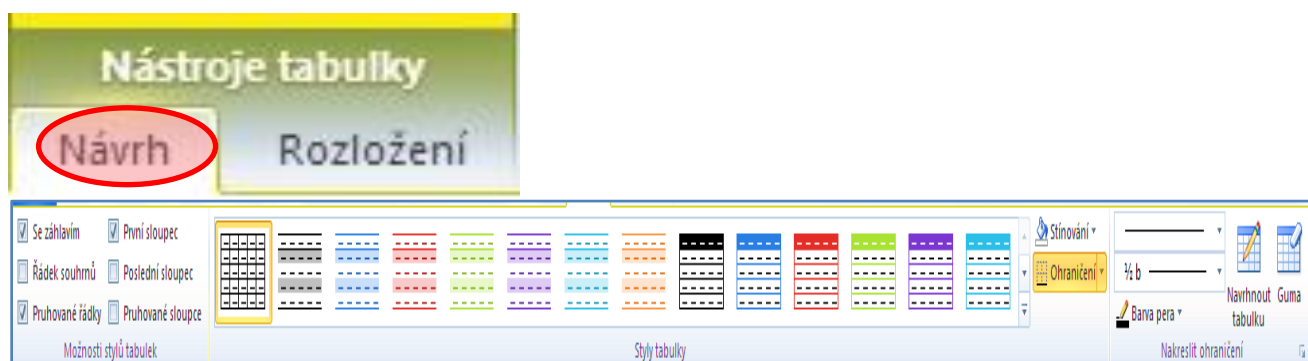 Nástroje tabulky
Návrh Rozložení
Se záhlavím První sloupec
Řádek souhrnů Poslední sloupec
Pruhované řádky Pruhované sloupce
Možnosti stylů tabulek
Styly tabulky
Stínování
Ohraničení
½ b
Barva pera
Navrhnout
tabulku
Guma
Nakreslit ohraničení